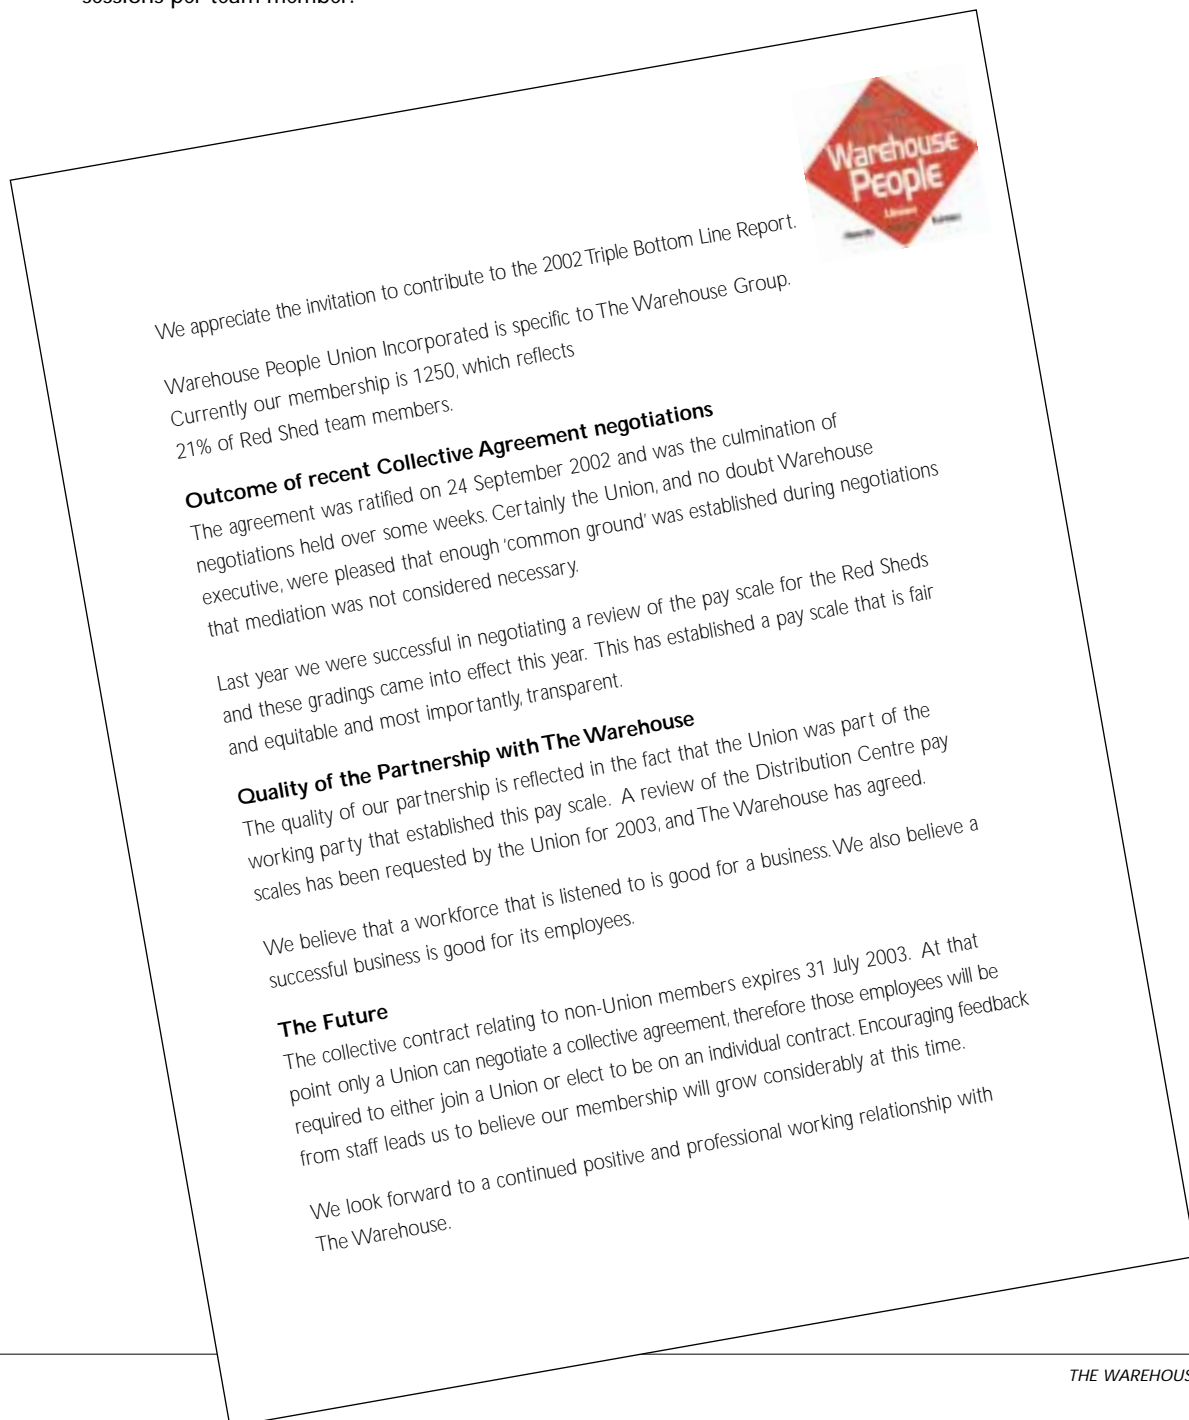 sessions per team member.
Warehouse
People
Union
We appreciate the invitation to contribute to the 2002 Triple Bottom Line Report.
Warehouse People Union Incorporated is specific to The Warehouse Group.
Currently our membership is 1250, which reflects
21% of Red Shed team members.
Outcome of recent Collective Agreement negotiations
The agreement was ratified on 24 September 2002 and was the culmination of
negotiations held over some weeks. Certainly the Union, and no doubt Warehouse
executive, were pleased that enough ‘common ground’ was established during negotiations
that mediation was not considered necessary.
Last year we were successful in negotiating a review of the pay scale for the Red Sheds
and these gradings came into effect this year. This has established a pay scale that is fair
and equitable and most importantly, transparent.
Quality of the Partnership with The Warehouse
The quality of our partnership is reflected in the fact that the Union was part of the
working party that established this pay scale. A review of the Distribution Centre pay
scales has been requested by the Union for 2003, and The Warehouse has agreed.
We believe that a workforce that is listened to is good for a business. We also believe a
successful business is good for its employees.
The Future
The collective contract relating to non-Union members expires 31 July 2003. At that
point only a Union can negotiate a collective agreement, therefore those employees will be
required to either join a Union or elect to be on an individual contract. Encouraging feedback
from staff leads us to believe our membership will grow considerably at this time.
We look forward to a continued positive and professional working relationship with
The Warehouse.
THE WAREHOUS